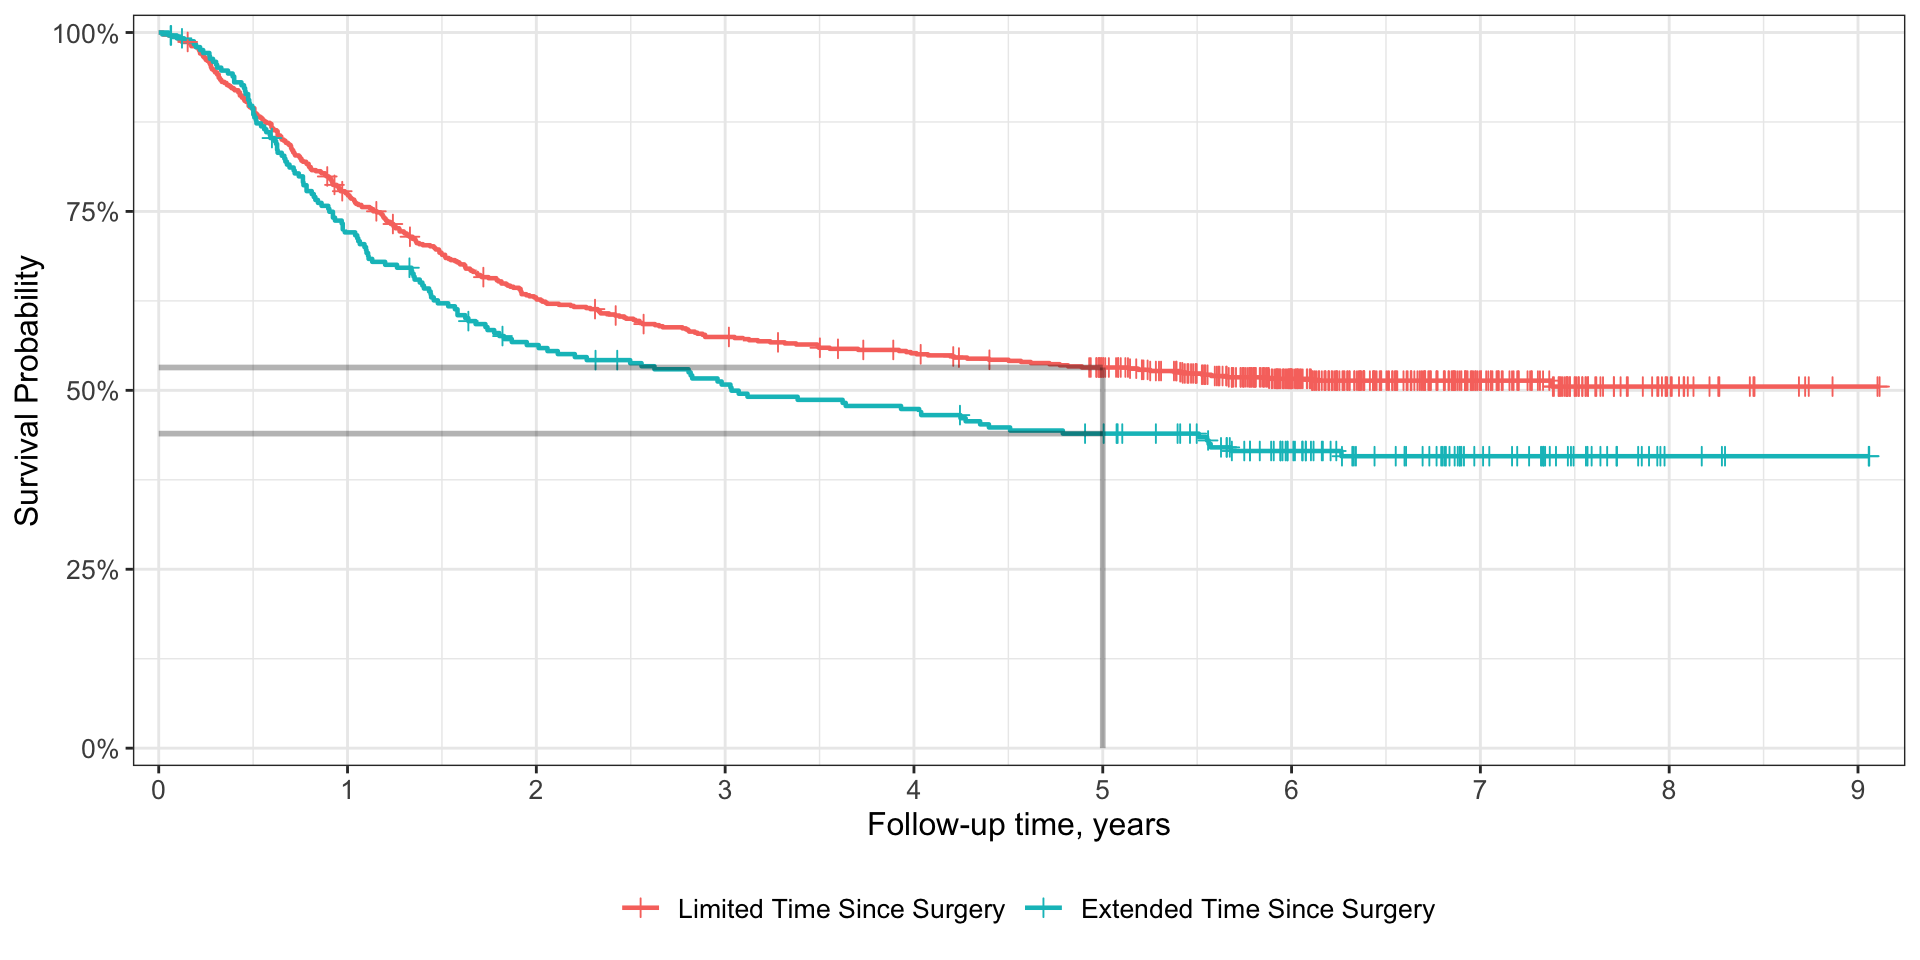 100%
75%
50%
25%
0%
Survival Probability
0 1 2 3 4 5 6 7 8 9
Follow-up time, years
Limited Time Since Surgery Extended Time Since Surgery